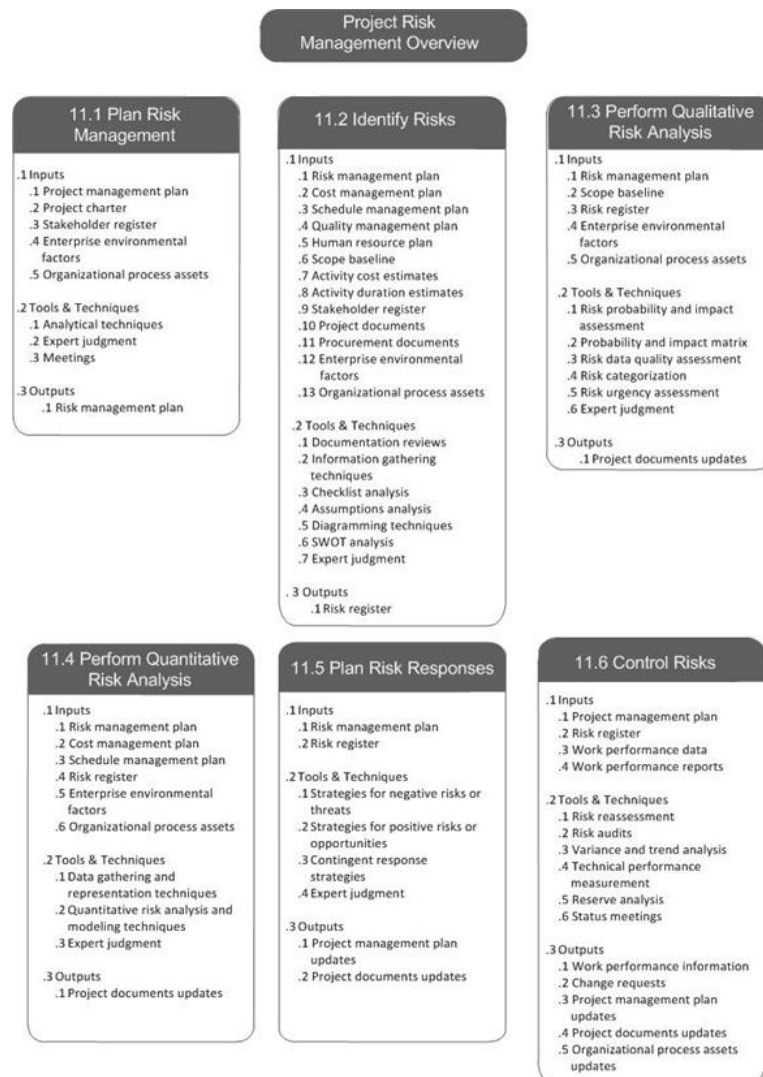 Project Risk
Management Overview
11.1 Plan Risk
Management
.1 Inputs
.1 Project management plan
.2 Project charter
.3 Stakeholder register
.4 Enterprise environmental
factors
.5 Organizational process assets
.2 Tools & Techniques
.1 Analytical techniques
.2 Expert judgment
.3 Meetings
.3 Outputs
.1 Risk management plan
11.2 Identify Risks
.1 Inputs
.1 Risk management plan
.2 Cost management plan
.3 Schedule management plan
.4 Quality management plan
.5 Human resource plan
.6 Scope baseline
.7 Activity cost estimates
.8 Activity duration estimates
.9 Stakeholder register
.10 Project documents
.11 Procurement documents
.12 Enterprise environmental
factors
.13 Organizational process assets
.2 Tools & Techniques
.1 Documentation reviews
.2 Information gathering
techniques
.3 Checklist analysis
.4 Assumptions analysis
.5 Diagramming techniques
.6 SWOT analysis
.7 Expert judgment
. 3 Outputs
.1 Risk register
11.3 Perform Qualitative
Risk Analysis
.1 Inputs
.1 Risk management plan
.2 Scope baseline
.3 Risk register
.4 Enterprise environmental
factors
.5 Organizational process assets
.2 Tools & Techniques
.1 Risk probability and impact
assessment
.2 Probability and impact matrix
.3 Risk data quality assessment
.4 Risk categorization
.5 Risk urgency assessment
.6 Expert judgment
.3 Outputs
.1 Project documents updates
11.4 Perform Quantitative
Risk Analysis
.1 Inputs
.1 Risk management plan
.2 Cost management plan
.3 Schedule management plan
.4 Risk register
.5 Enterprise environmental
factors
.6 Organizational process assets
.2 Tools & Techniques
.1 Data gathering and
representation techniques
.2 Quantitative risk analysis and
modeling techniques
.3 Expert judgment
.3 Outputs
.1 Project documents updates
11.5 Plan Risk Responses
.1 Inputs
.1 Risk management plan
.2 Risk register
.2 Tools & Techniques
.1 Strategies for negative risks or
threats
.2 Strategies for positive risks or
opportunities
.3 Contingent response
strategies
.4 Expert judgment
.3 Outputs
.1 Project management plan
updates
.2 Project documents updates
11.6 Control Risks
.1 Inputs
.1 Project management plan
.2 Risk register
.3 Work performance data
.4 Work performance reports
.2 Tools & Techniques
.1 Risk reassessment
.2 Risk audits
.3 Variance and trend analysis
.4 Technical performance
measurement
.5 Reserve analysis
.6 Status meetings
.3 Outputs
.1 Work performance information
.2 Change requests
.3 Project management plan
updates
.4 Project documents updates
.5 Organizational process assets
updates